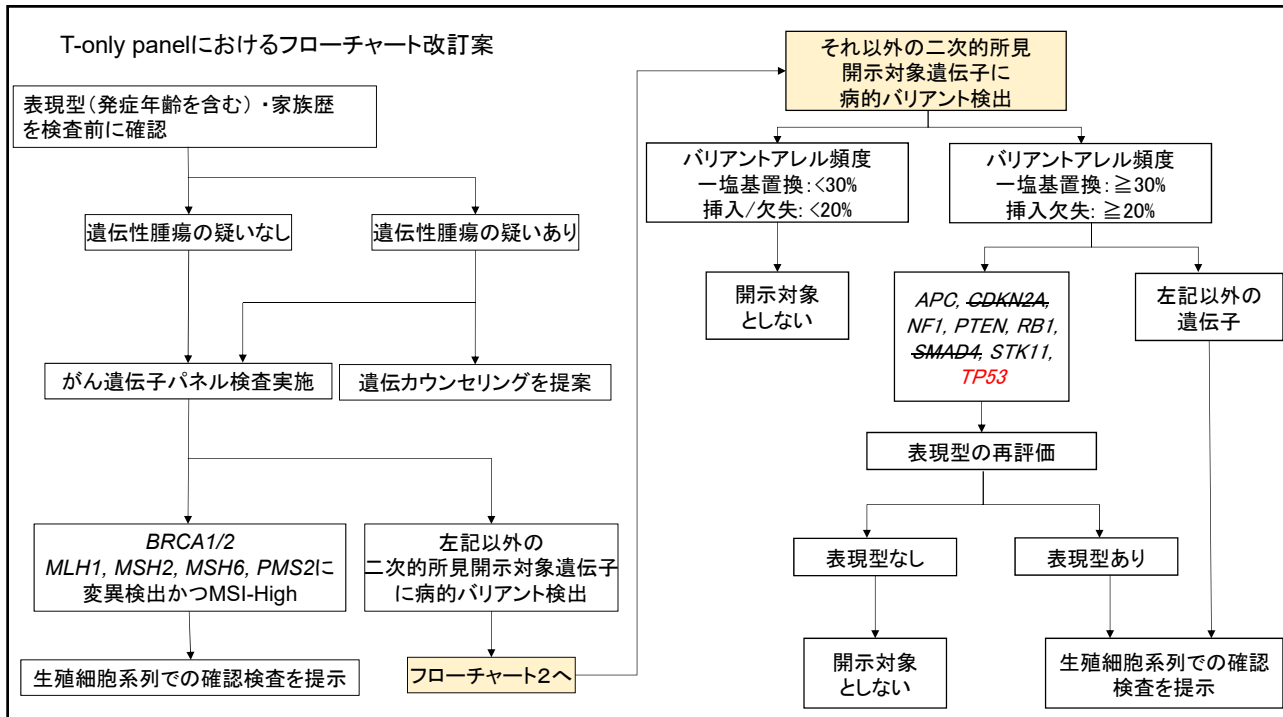 T-only panelにおけるフローチャート改訂案
表現型（発症年齢を含む）・家族歴
を検査前に確認
遺伝性腫瘍の疑いなし
遺伝性腫瘍の疑いあり
がん遺伝子パネル検査実施
遺伝カウンセリングを提案
BRCA1/2
MLH1, MSH2, MSH6, PMS2に
変異検出かつMSI-High
左記以外の
二次的所見開示対象遺伝子
に病的バリアント検出
生殖細胞系列での確認検査を提示
フローチャート２へ
それ以外の二次的所見
開示対象遺伝子に
病的バリアント検出
バリアントアレル頻度
一塩基置換：<30%
挿入/欠失: <20%
バリアントアレル頻度
一塩基置換: ≧30%
挿入欠失: ≧20%
開示対象
としない
APC, CDKN2A,
NF1, PTEN, RB1,
SMAD4, STK11,
TP53
左記以外の
遺伝子
表現型の再評価
表現型なし
表現型あり
開示対象
としない
生殖細胞系列での確認
検査を提示